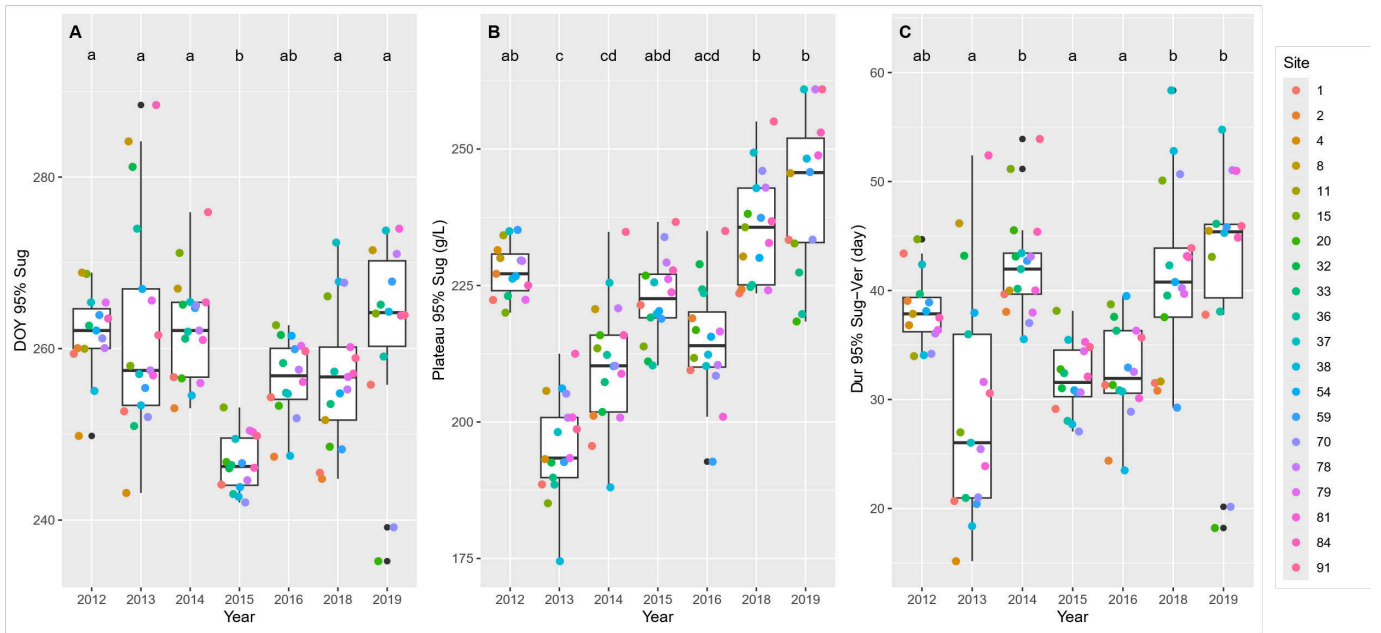 A
a a a b ab a a
DOY 95% Sug
280
260
240
2012 2013 2014 2015 2016 2018 2019
Year
B
ab c cd abd acd b b
Plateau 95% Sug (g/L)
250
225
200
175
2012 2013 2014 2015 2016 2018 2019
Year
C
ab a b a a b b
Dur 95% Sug-Ver (day)
60
50
40
30
20
2012 2013 2014 2015 2016 2018 2019
Year
Site
1
2
4
8
11
15
20
32
33
36
37
38
54
59
70
78
79
81
84
91